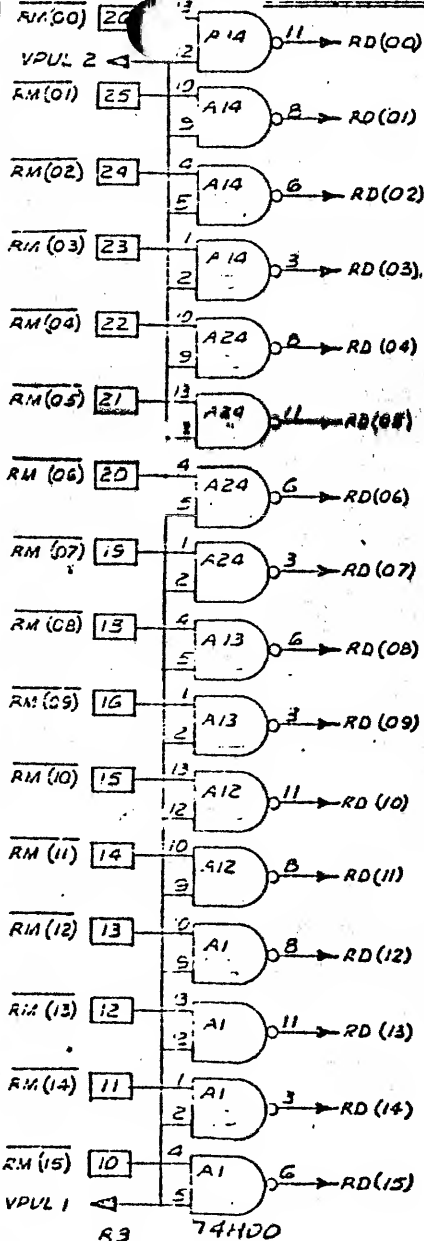 RM(00) 26 13 A14 11 RD(00)
VPUL 2 12
RM(01) 25 10 A14 8 RD(01)
9
RM(02) 24 4 A14 6 RD(02)
5
RM(03) 23 1 A14 3 RD(03)
2
RM(04) 22 10 A24 8 RD(04)
9
RM(05) 21 13 A24 11 RD(05)
RM(06) 20 4 A24 6 RD(06)
5
RM(07) 19 1 A24 3 RD(07)
2
RM(08) 18 4 A13 6 RD(08)
5
RM(09) 16 1 A13 3 RD(09)
2
RM(10) 15 13 A12 11 RD(10)
12
RM(11) 14 10 A12 8 RD(11)
9
RM(12) 13 10 A1 8 RD(12)
9
RM(13) 12 13 A1 11 RD(13)
12
RM(14) 11 1 A1 3 RD(14)
2
RM(15) 10 4 A1 6 RD(15)
VPUL 1 5
R3 74H00